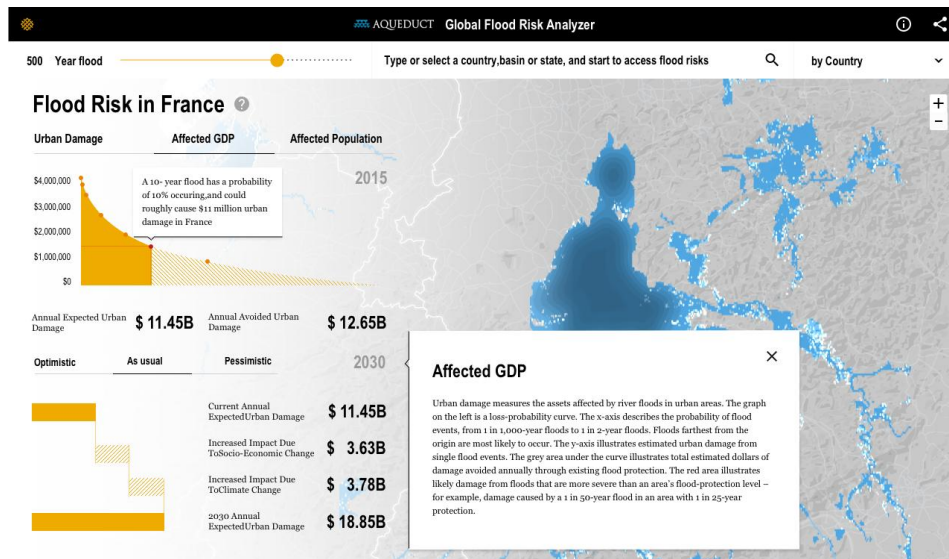 AQUEDUCT Global Flood Risk Analyzer
500 Year flood
Type or select a country,basin or state, and start to access flood risks
by Country
+
−
Flood Risk in France ?
Urban Damage
Affected GDP
Affected Population
2015
$4,000,000
$3,000,000
$2,000,000
$1,000,000
$0
A 10- year flood has a probability
of 10% occuring,and could
roughly cause $11 million urban
damage in France
Annual Expected Urban
Damage
$ 11.45B
Annual Avoided Urban
Damage
$ 12.65B
Optimistic
As usual
Pessimistic
2030
Current Annual
ExpectedUrban Damage
$ 11.45B
Increased Impact Due
ToSocio-Economic Change
$ 3.63B
Increased Impact Due
ToClimate Change
$ 3.78B
2030 Annual
ExpectedUrban Damage
$ 18.85B
Affected GDP
Urban damage measures the assets affected by river floods in urban areas. The graph
on the left is a loss-probability curve. The x-axis describes the probability of flood
events, from 1 in 1,000-year floods to 1 in 2-year floods. Floods farthest from the
origin are most likely to occur. The y-axis illustrates estimated urban damage from
single flood events. The grey area under the curve illustrates total estimated dollars of
damage avoided annually through existing flood protection. The red area illustrates
likely damage from floods that are more severe than an area's flood-protection level –
for example, damage caused by a 1 in 50-year flood in an area with 1 in 25-year
protection.